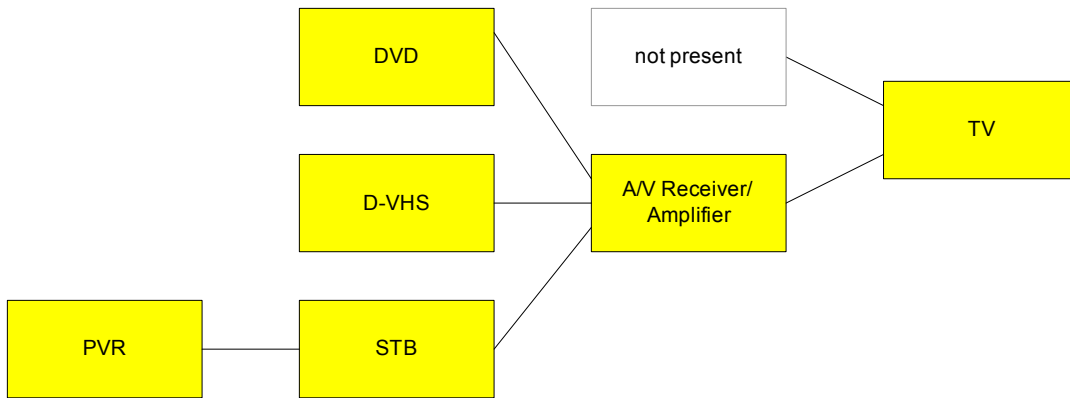 DVD
not present
TV
D-VHS
A/V Receiver/
Amplifier
PVR
STB